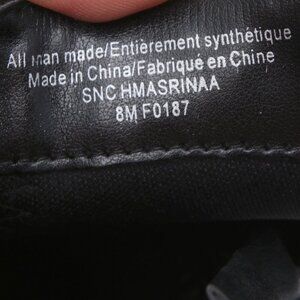 All man made/Entièrement synthétique
Made in China/Fabriqué en Chine
SNC HMASRINAA
8M F0187